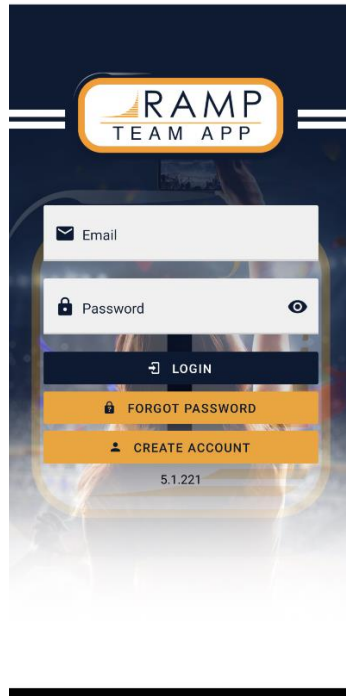 RAMP
TEAM APP
Email
Password
LOGIN
FORGOT PASSWORD
CREATE ACCOUNT
5.1.221